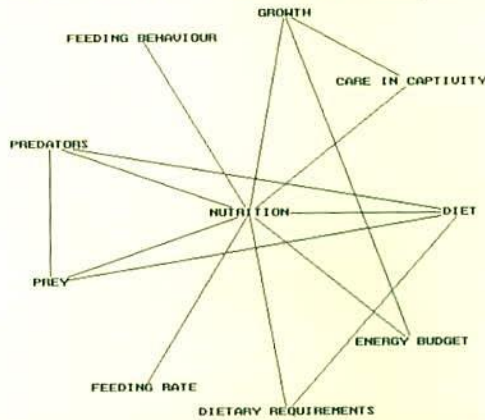 GROWTH
FEEDING BEHAVIOUR
CARE IN CAPTIVITY
PREDATORS
NUTRITION
DIET
PREY
ENERGY BUDGET
FEEDING RATE
DIETARY REQUIREMENTS